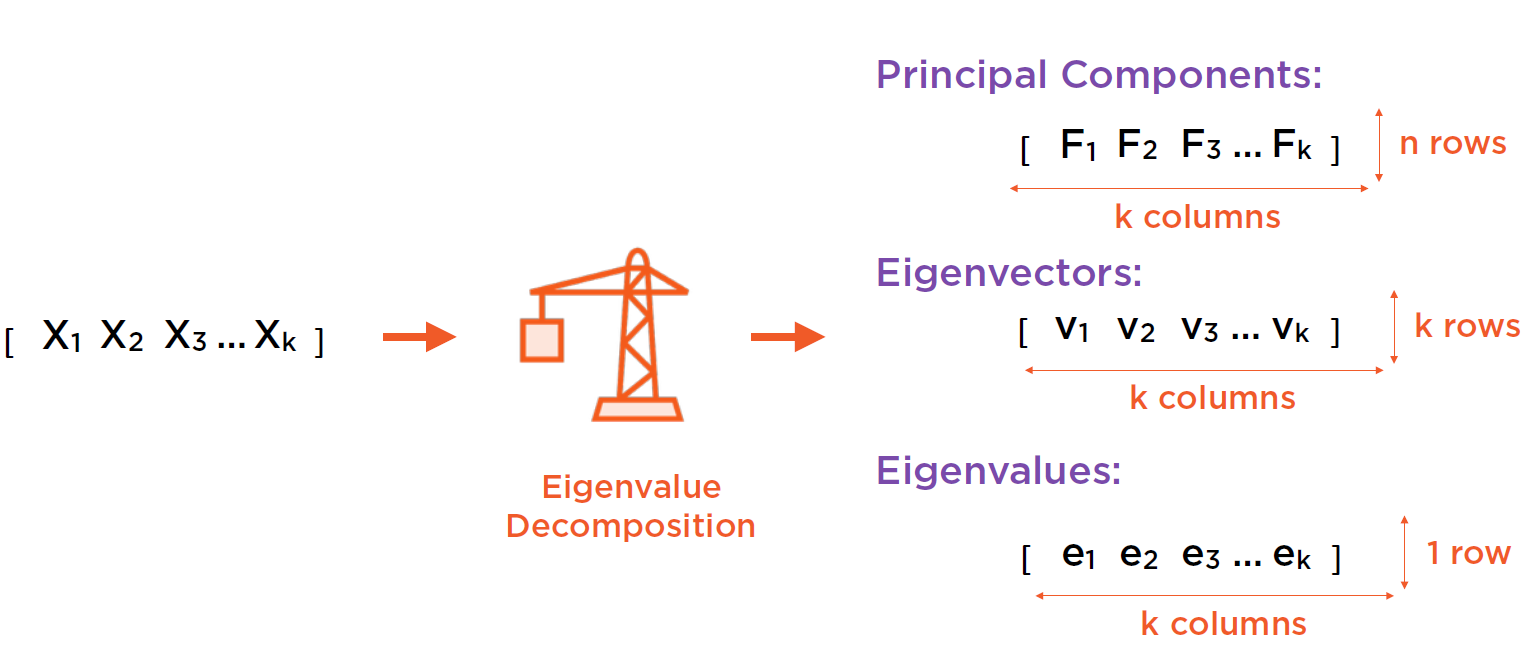 [ X1 X2 X3 ... Xk ]
Eigenvalue
Decomposition
Principal Components:
[ F1 F2 F3 ... Fk ]
n rows
k columns
Eigenvectors:
[ v1 v2 v3 ... vk ]
k rows
k columns
Eigenvalues:
[ e1 e2 e3 ... ek ]
1 row
k columns